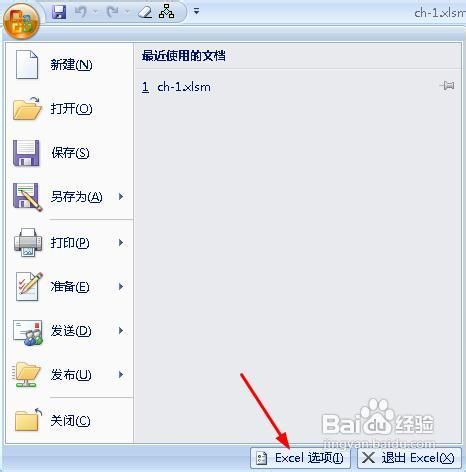 ch-1.xlsm
最近使用的文档
1 ch-1.xlsm
新建(N)
打开(O)
保存(S)
另存为(A)
打印(P)
准备(E)
发送(D)
发布(U)
关闭(C)
Baidu 经验
jingyan.baidu.com
Excel 选项(I)
退出 Excel(X)